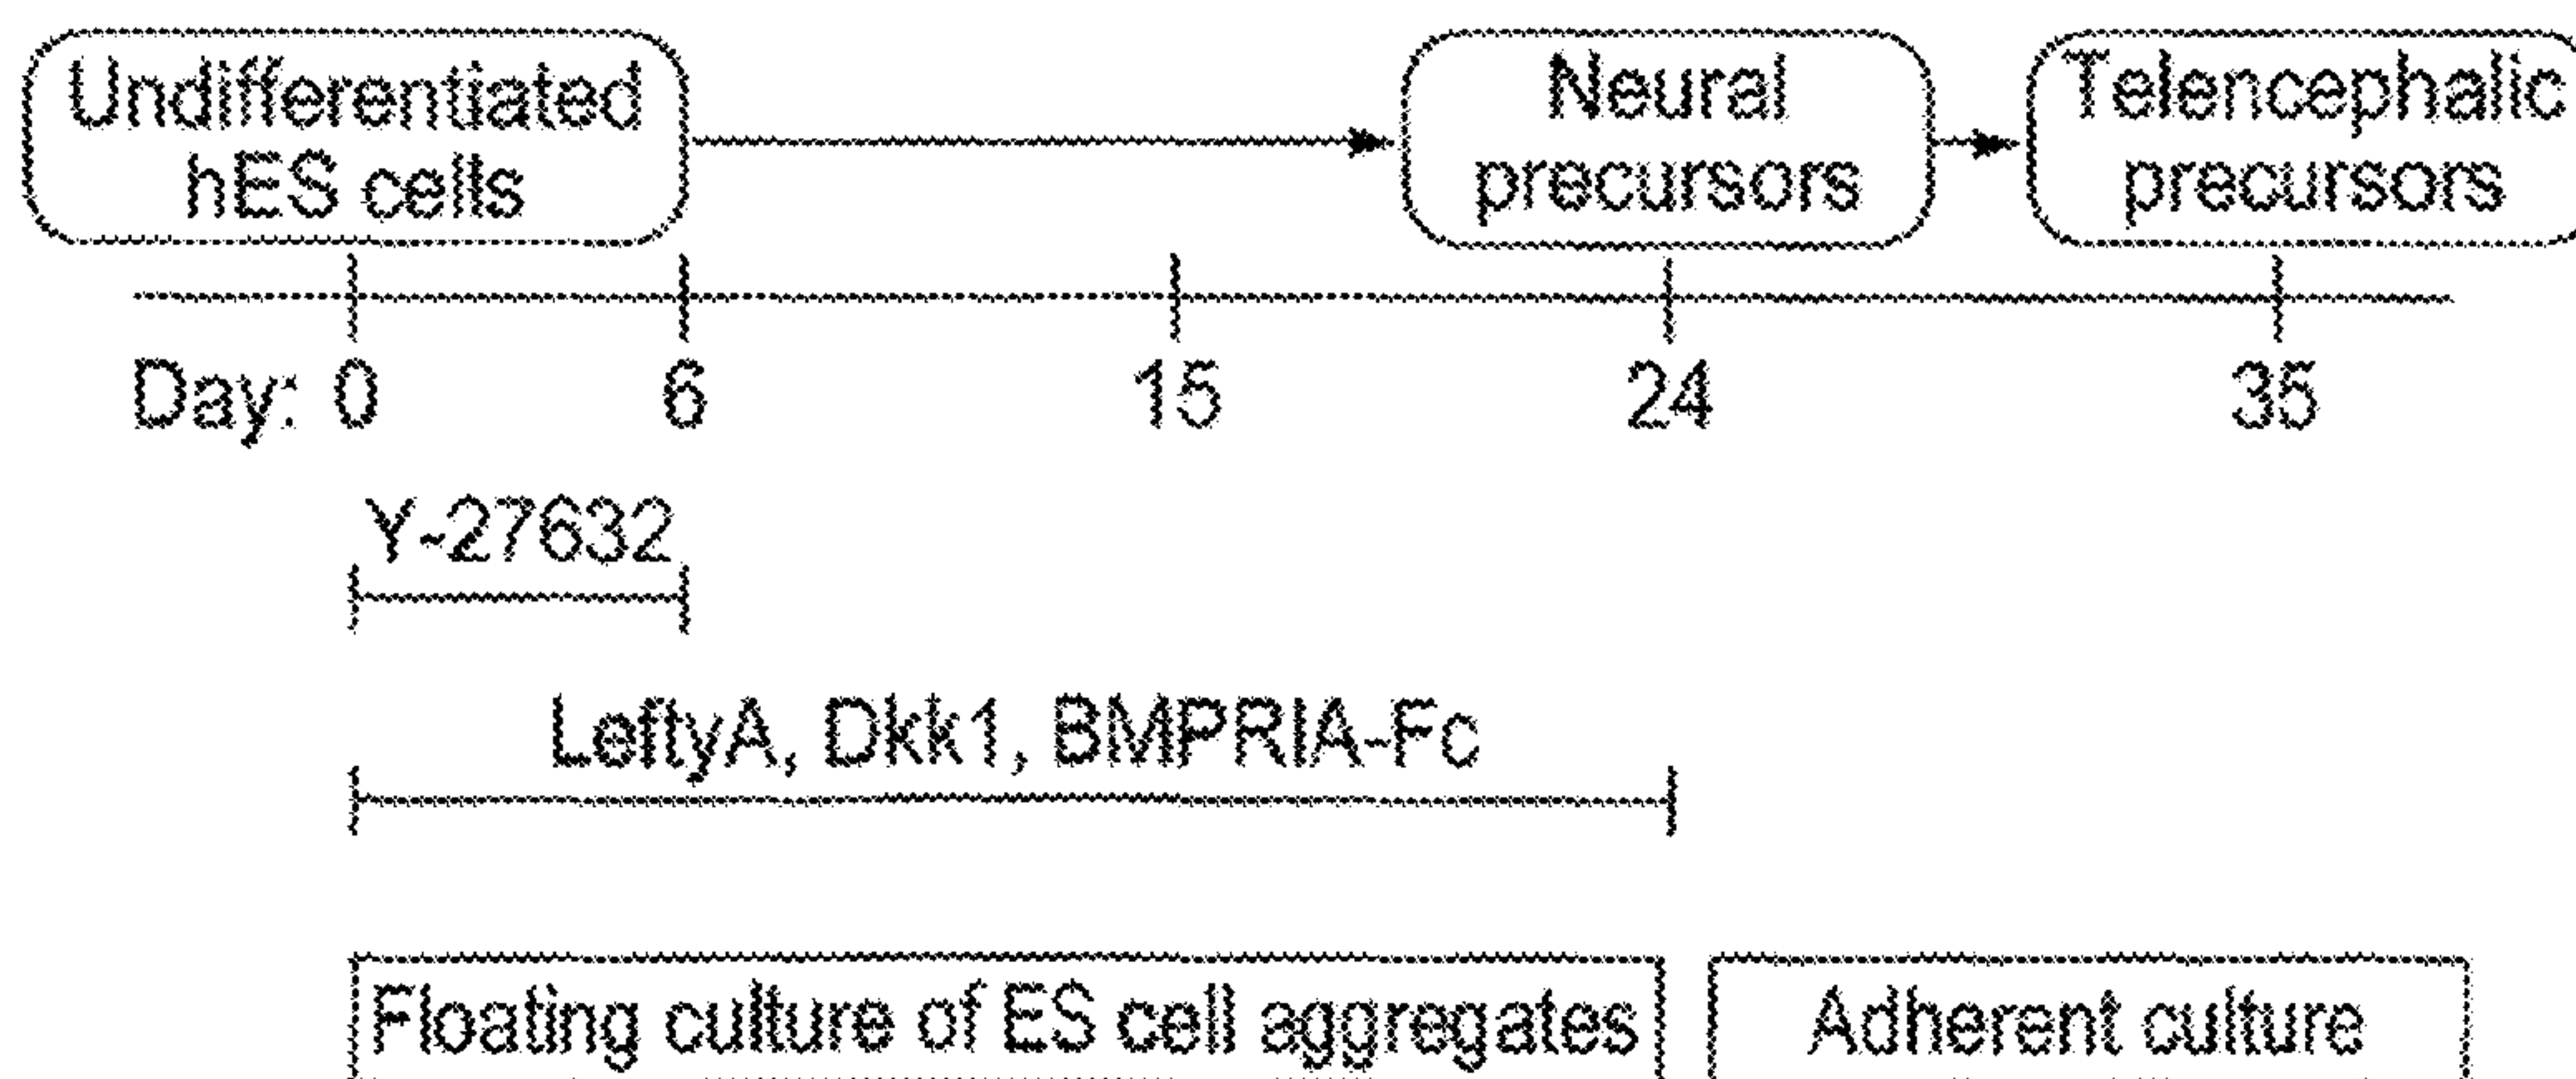 Undifferentiated
hES cells
Neural
precursors
Telencephalic
precursors
Day: 0 6 15 24 35
Y-27632
LeftyA, Dkk1, BMPRIA-Fc
Floating culture of ES cell aggregates
Adherent culture